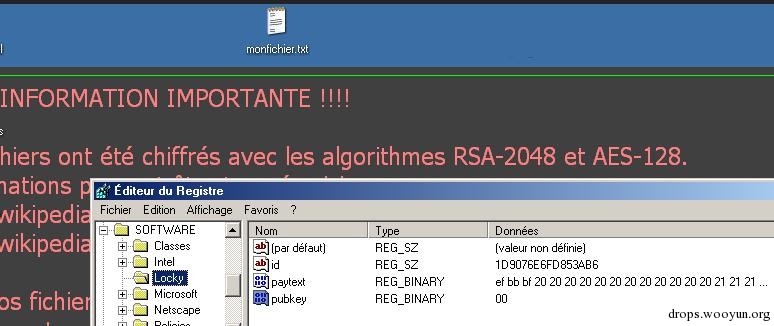 l
monfichier.txt
INFORMATION IMPORTANTE !!!!
s
chiers ont été chiffrés avec les algorithmes RSA-2048 et AES-128.
mations p
Éditeur du Registre
wikipedia
Fichier Edition Affichage Favoris ?
wikipedia
SOFTWARE
Classes
Intel
Locky
Microsoft
Netscape
Policies
Nom Type Données
(par défaut) REG_SZ (valeur non définie)
id REG_SZ 1D9076E6FD853AB6
paytext REG_BINARY ef bb bf 20 20 20 20 20 20 20 20 20 20 20 20 21 21 21 ...
pubkey REG_BINARY 00
os fichier
drops.wooyun.org